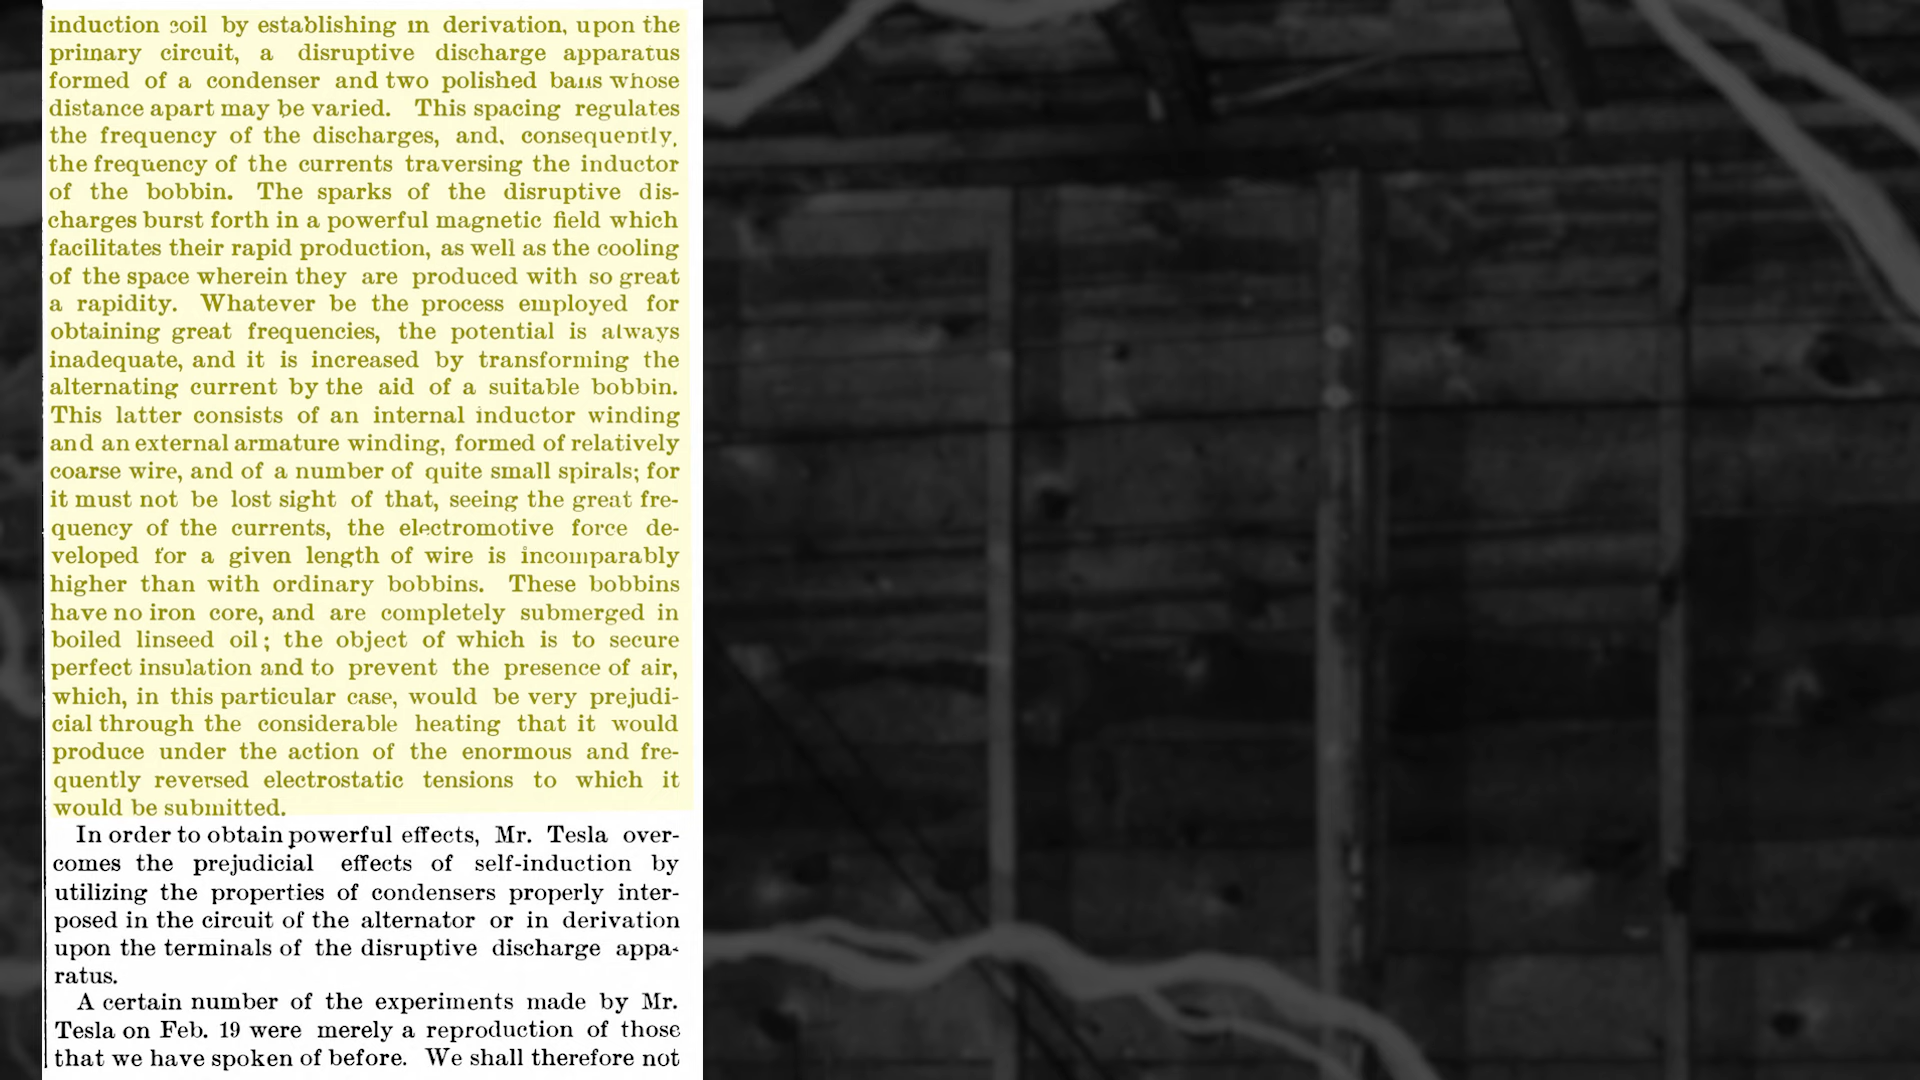 induction coil by establishing in derivation, upon the
primary circuit, a disruptive discharge apparatus
formed of a condenser and two polished balls whose
distance apart may be varied. This spacing regulates
the frequency of the discharges, and, consequently,
the frequency of the currents traversing the inductor
of the bobbin. The sparks of the disruptive dis-
charges burst forth in a powerful magnetic field which
facilitates their rapid production, as well as the cooling
of the space wherein they are produced with so great
a rapidity. Whatever be the process employed for
obtaining great frequencies, the potential is always
inadequate, and it is increased by transforming the
alternating current by the aid of a suitable bobbin.
This latter consists of an internal inductor winding
and an external armature winding, formed of relatively
coarse wire, and of a number of quite small spirals; for
it must not be lost sight of that, seeing the great fre-
quency of the currents, the electromotive force de-
veloped for a given length of wire is incomparably
higher than with ordinary bobbins. These bobbins
have no iron core, and are completely submerged in
boiled linseed oil; the object of which is to secure
perfect insulation and to prevent the presence of air,
which, in this particular case, would be very prejudi-
cial through the considerable heating that it would
produce under the action of the enormous and fre-
quently reversed electrostatic tensions to which it
would be submitted.
In order to obtain powerful effects, Mr. Tesla over-
comes the prejudicial effects of self-induction by
utilizing the properties of condensers properly inter-
posed in the circuit of the alternator or in derivation
upon the terminals of the disruptive discharge appa-
ratus.
A certain number of the experiments made by Mr.
Tesla on Feb. 19 were merely a reproduction of those
that we have spoken of before. We shall therefore not